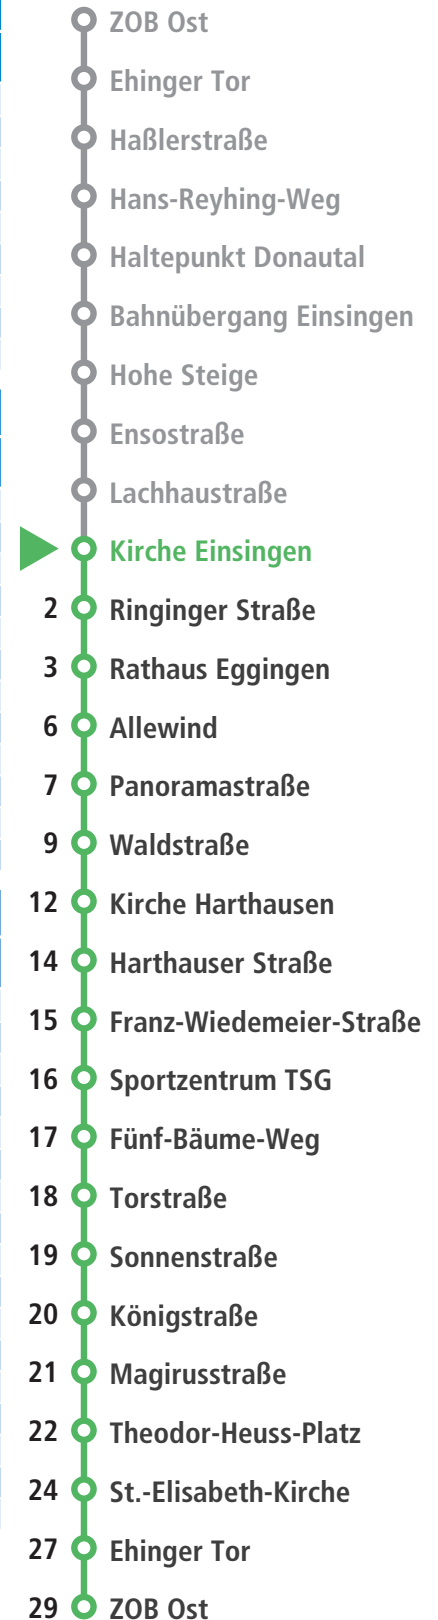 ZOB Ost
Ehinger Tor
Haßlerstraße
Hans-Reyhing-Weg
Haltepunkt Donautal
Bahnübergang Einsingen
Hohe Steige
Ensostraße
Lachhaustraße
Kirche Einsingen
2 Ringinger Straße
3 Rathaus Eggingen
6 Allewind
7 Panoramastraße
9 Waldstraße
12 Kirche Harthausen
14 Harthauser Straße
15 Franz-Wiedemeier-Straße
16 Sportzentrum TSG
17 Fünf-Bäume-Weg
18 Torstraße
19 Sonnenstraße
20 Königstraße
21 Magirusstraße
22 Theodor-Heuss-Platz
24 St.-Elisabeth-Kirche
27 Ehinger Tor
29 ZOB Ost